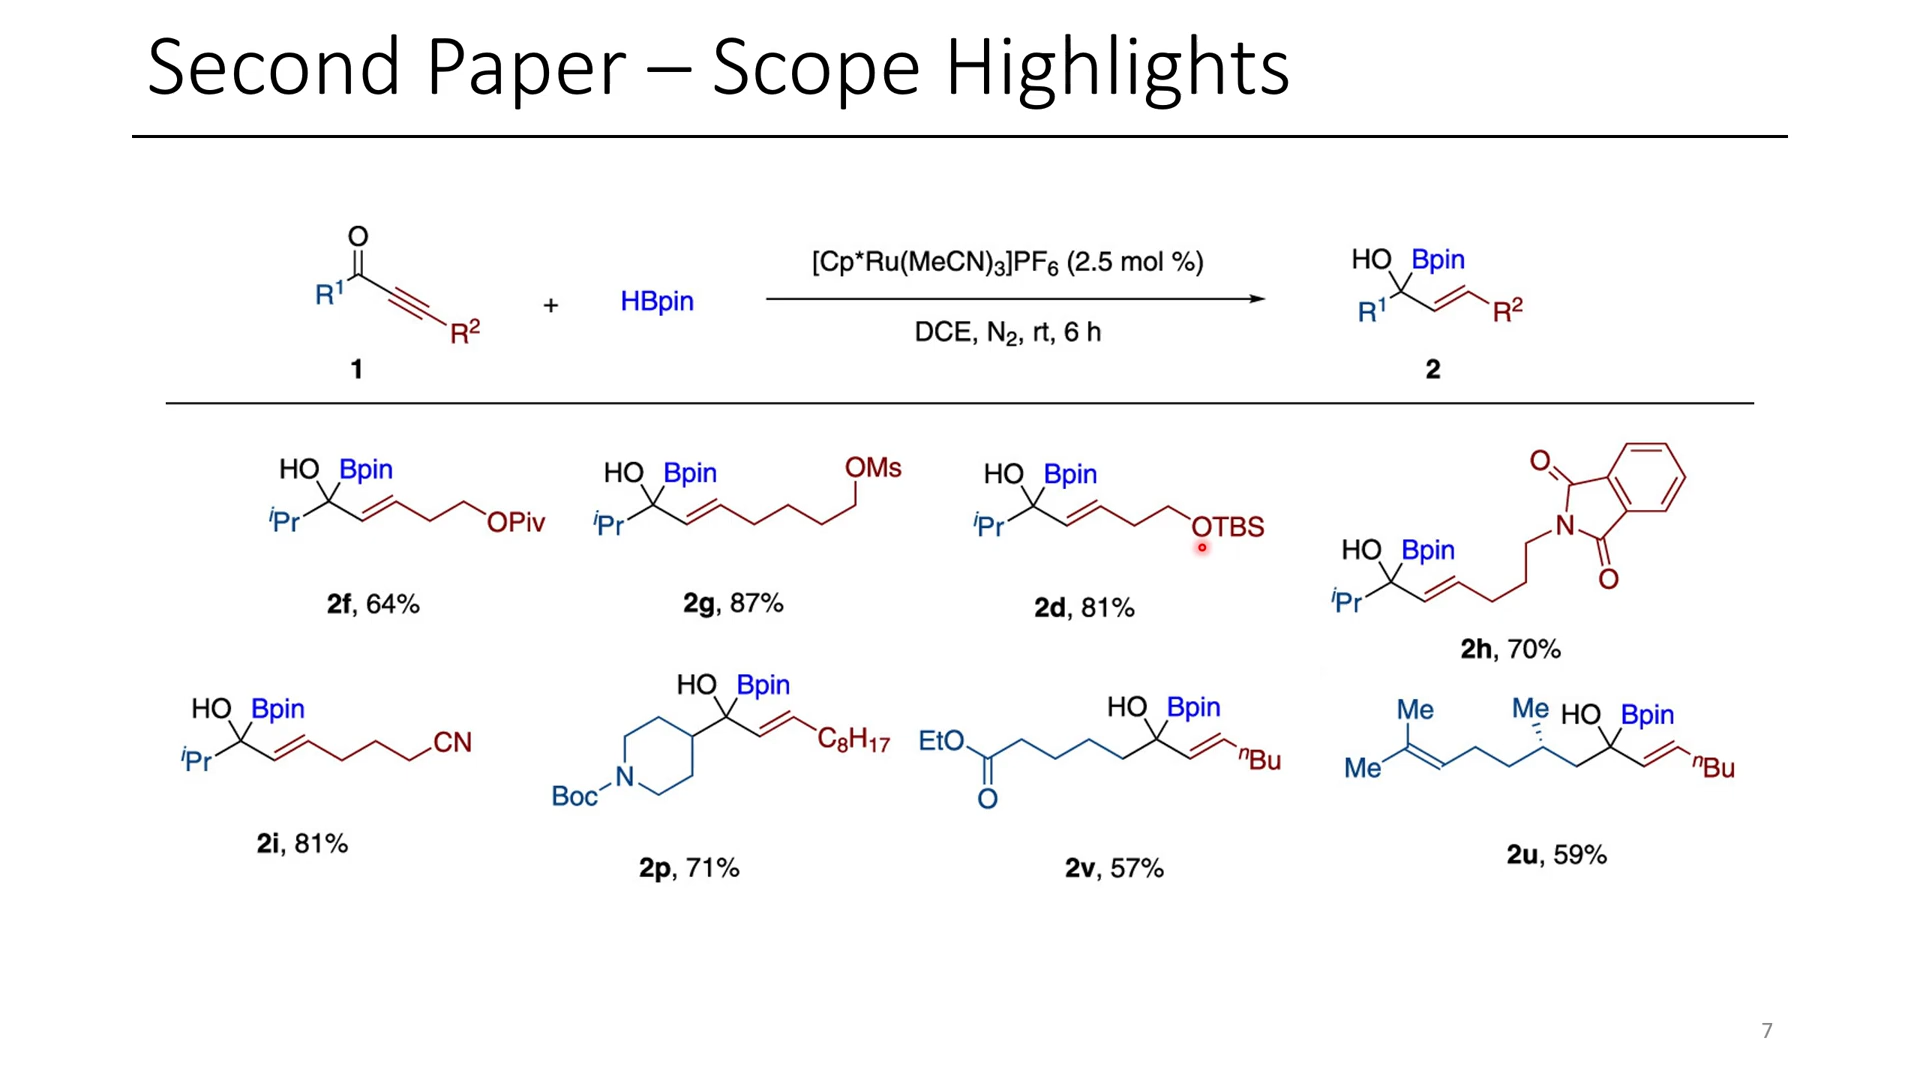 Second Paper – Scope Highlights
O
R¹
R²
1
+
HBpin
[Cp*Ru(MeCN)₃]PF₆ (2.5 mol %)
DCE, N₂, rt, 6 h
HO Bpin
R¹
R²
2
HO Bpin
ⁱPr
OPiv
2f, 64%
HO Bpin
OMs
ⁱPr
2g, 87%
HO Bpin
ⁱPr
OTBS
2d, 81%
O
N
O
HO Bpin
ⁱPr
2h, 70%
HO Bpin
ⁱPr
CN
2i, 81%
HO Bpin
C₈H₁₇
N
Boc
2p, 71%
HO Bpin
EtO
O
ⁿBu
2v, 57%
Me
Me
Me
HO Bpin
ⁿBu
2u, 59%
7